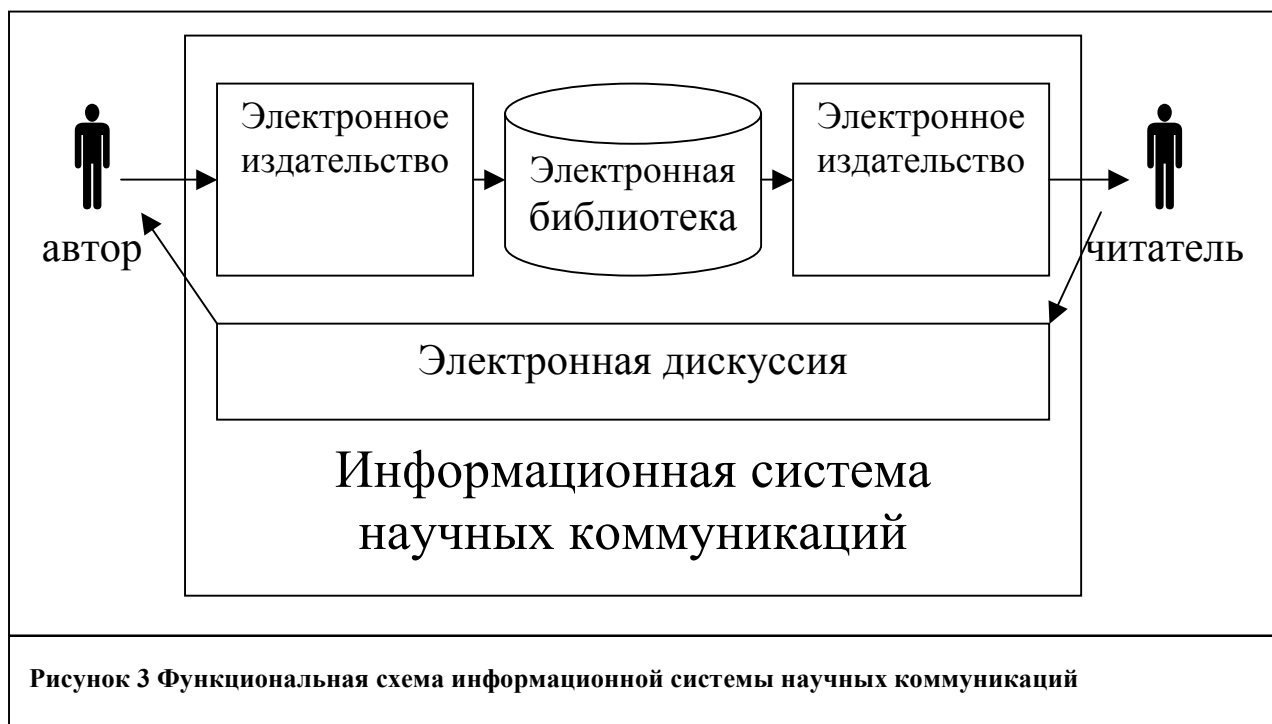 Электронное
издательство
Электронная
библиотека
Электронное
издательство
автор
читатель
Электронная дискуссия
Информационная система
научных коммуникаций
Рисунок 3 Функциональная схема информационной системы научных коммуникаций